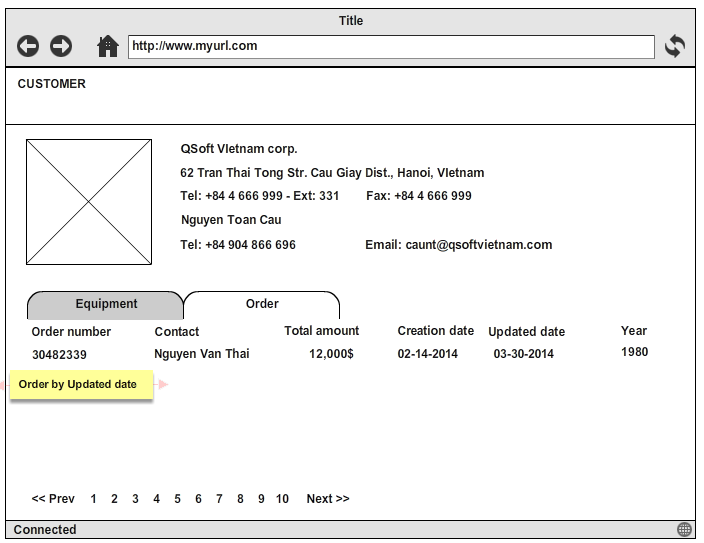 Title
http://www.myurl.com
CUSTOMER
QSoft VIetnam corp.
62 Tran Thai Tong Str. Cau Giay Dist., Hanoi, VIetnam
Tel: +84 4 666 999 - Ext: 331 Fax: +84 4 666 999
Nguyen Toan Cau
Tel: +84 904 866 696 Email: caunt@qsoftvietnam.com
Equipment Order
Order number Contact Total amount Creation date Updated date Year
30482339 Nguyen Van Thai 12,000$ 02-14-2014 03-30-2014 1980
Order by Updated date
<< Prev 1 2 3 4 5 6 7 8 9 10 Next >>
Connected